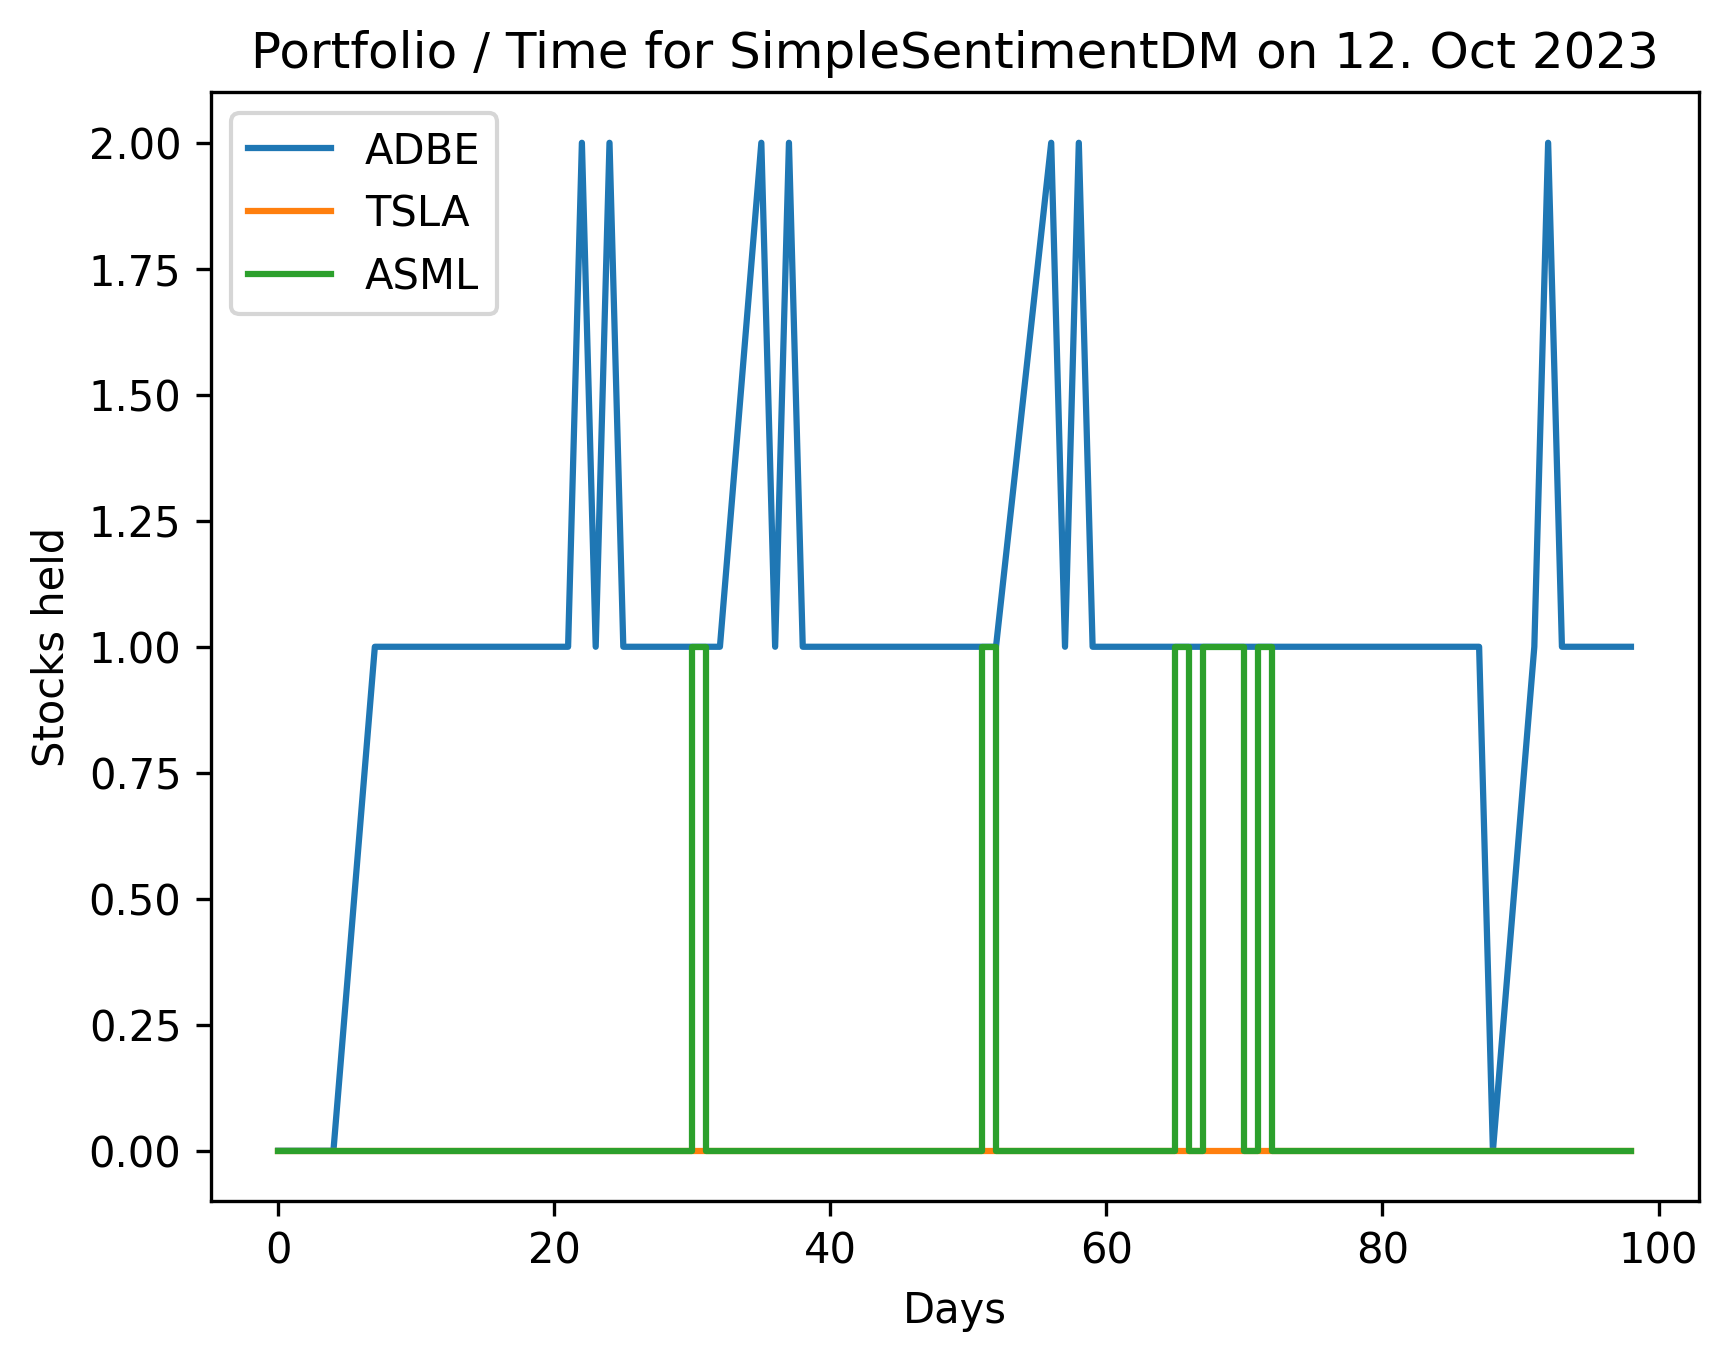 Portfolio / Time for SimpleSentimentDM on 12. Oct 2023
ADBE
TSLA
ASML
Stocks held
2.00
1.75
1.50
1.25
1.00
0.75
0.50
0.25
0.00
0 20 40 60 80 100
Days